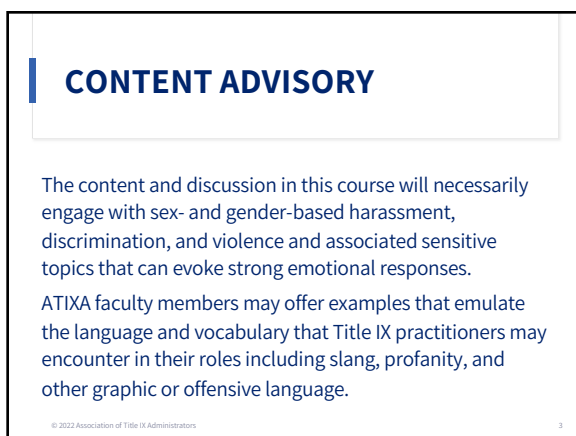 CONTENT ADVISORY
The content and discussion in this course will necessarily
engage with sex- and gender-based harassment,
discrimination, and violence and associated sensitive
topics that can evoke strong emotional responses.
ATIXA faculty members may offer examples that emulate
the language and vocabulary that Title IX practitioners may
encounter in their roles including slang, profanity, and
other graphic or offensive language.
© 2022 Association of Title IX Administrators
3